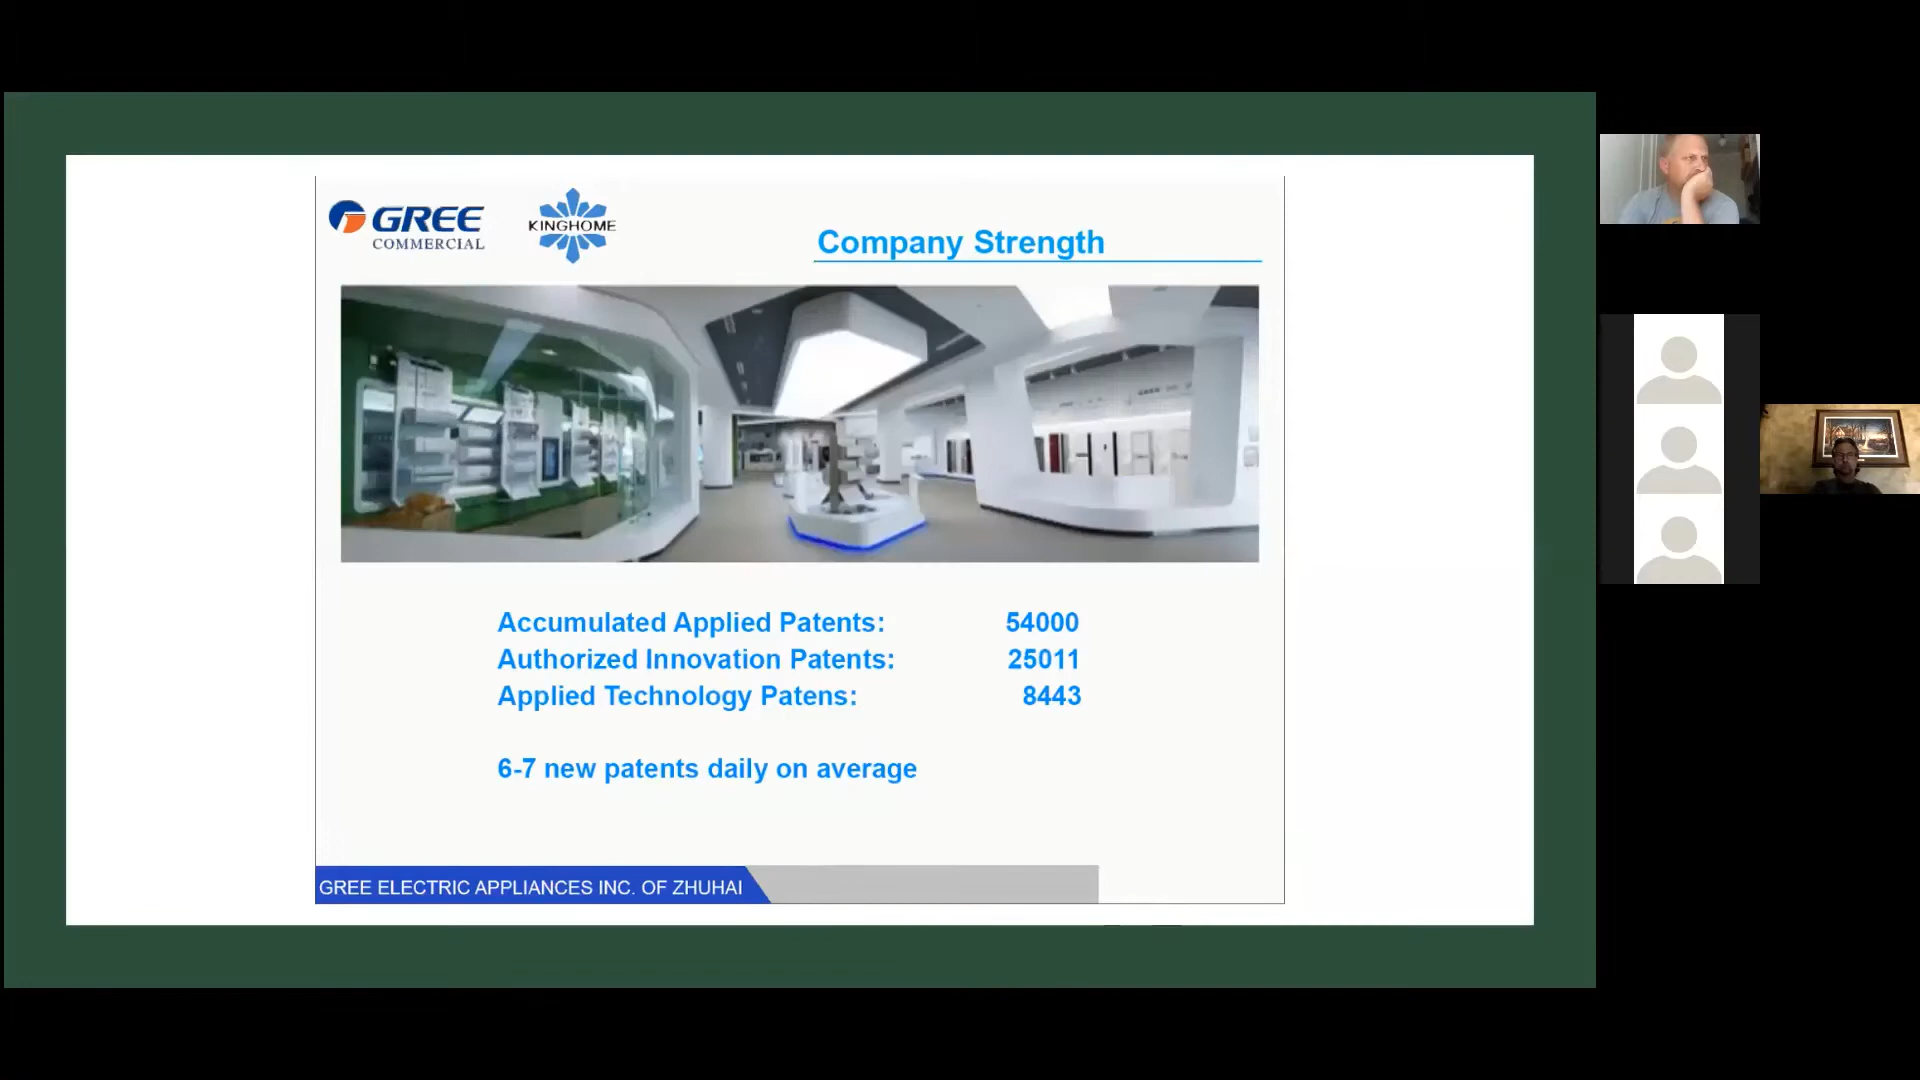 GREE
COMMERCIAL
KINGHOME
Company Strength
Accumulated Applied Patents: 54000
Authorized Innovation Patents: 25011
Applied Technology Patens: 8443
6-7 new patents daily on average
GREE ELECTRIC APPLIANCES INC. OF ZHUHAI